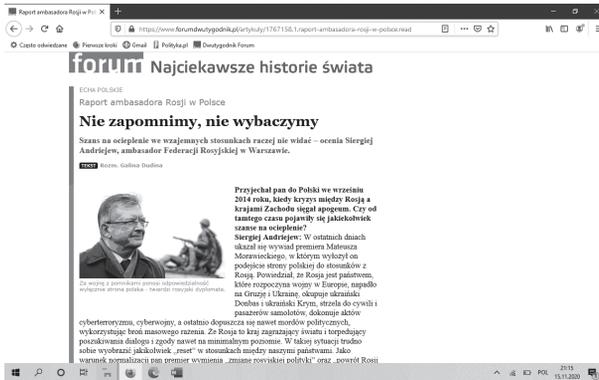 Raport ambasadora Rosji w Pol
https://www.forumdwutygodnik.pl/artykuly/1767158,1,raport-ambasadora-rosji-w-polsce.read
Często odwiedzane Pierwsze kroki Gmail Polityka.pl Dwutygodnik Forum
forum Najciekawsze historie świata
ECHA POLSKIE
Raport ambasadora Rosji w Polsce
Nie zapomnimy, nie wybaczymy
Szans na ocieplenie we wzajemnych stosunkach raczej nie widać – ocenia Siergiej
Andriejew, ambasador Federacji Rosyjskiej w Warszawie.
TEKST Rozm. Galina Dudina
Przyjechał pan do Polski we wrześniu
2014 roku, kiedy kryzys między Rosją a
krajami Zachodu sięgał apogeum. Czy od
tamtego czasu pojawiły się jakiekolwiek
szanse na ocieplenie?
Siergiej Andriejew: W ostatnich dniach
ukazał się wywiad premiera Mateusza
Morawieckiego, w którym wyłożył on
podejście strony polskiej do stosunków z
Rosją. Powiedział, że Rosja jest państwem,
które rozpoczyna wojny w Europie, napadło
na Gruzję i Ukrainę, okupuje ukraiński
Donbas i ukraiński Krym, strzela do cywili i
pasażerów samolotów, dokonuje aktów
Za wojnę z pomnikami ponosi odpowiedzialność
wyłącznie strona polska - twierdzi rosyjski dyplomata.
cyberterroryzmu, cyberwojny, a ostatnio dopuszcza się nawet mordów politycznych,
wykorzystując broń masowego rażenia. Że Rosja to kraj zagrażający światu i torpedujący
poszukiwania dialogu i zgody nawet na minimalnym poziomie. W takiej sytuacji trudno
sobie wyobrazić jakikolwiek „reset” w stosunkach między naszymi państwami. Jako
warunek normalizacji pan premier wymienia „zmianę rosyjskiej polityki” oraz „powrót Rosji
POL
21:15
15.11.2020